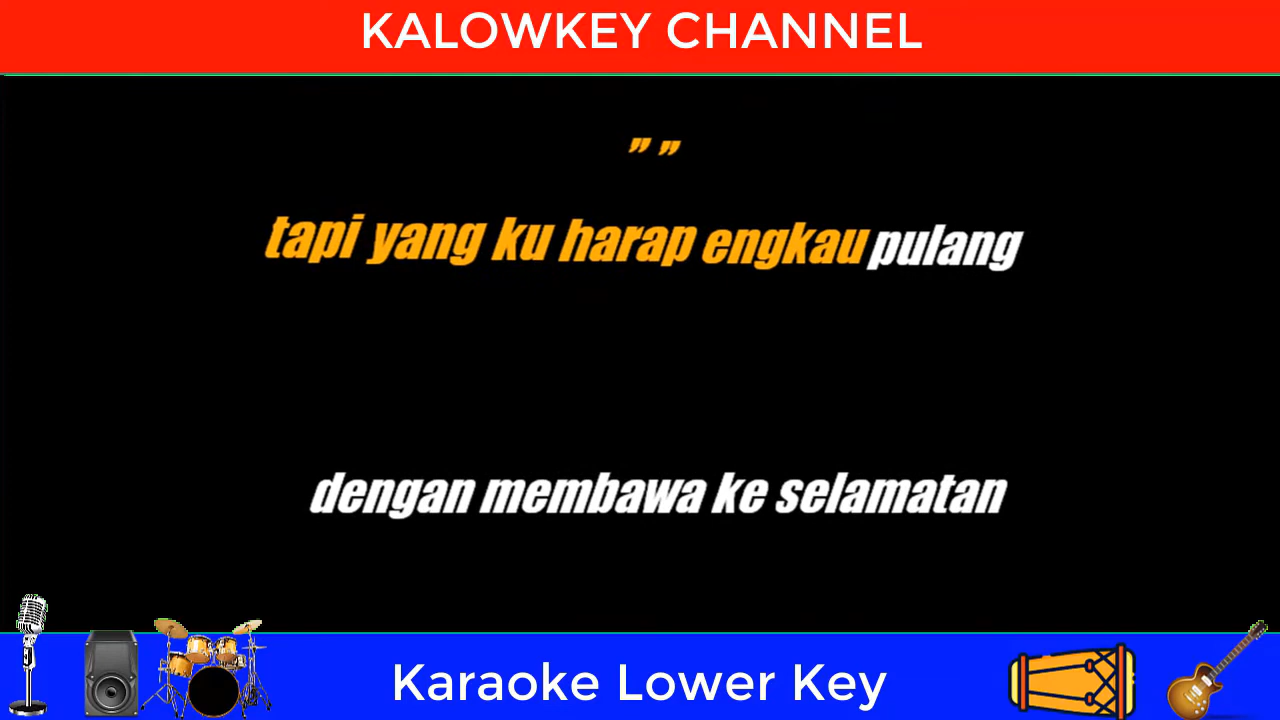 KALOWKEY CHANNEL
" "
tapi yang ku harap engkau pulang
dengan membawa ke selamatan
Karaoke Lower Key